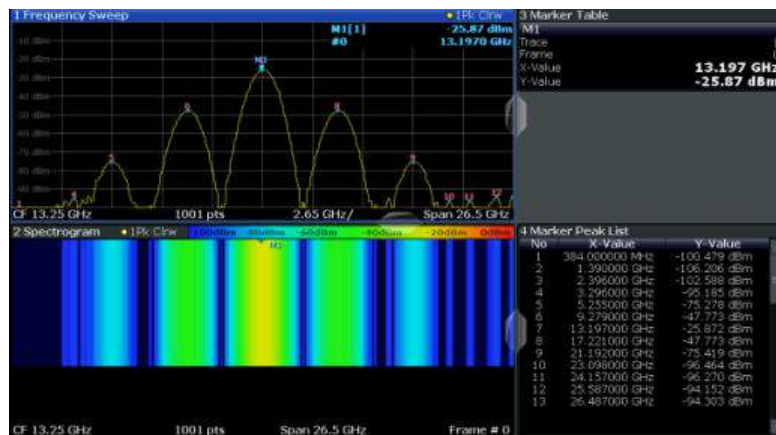 1 Frequency Sweep
1Pk Clrw
M1[1] -25.87 dBm
#0 13.1970 GHz
CF 13.25 GHz 1001 pts 2.65 GHz/ Span 26.5 GHz
2 Spectrogram
1Pk Clrw
-100dBm -80dBm -60dBm -40dBm -20dBm 0dBm
CF 13.25 GHz 1001 pts Span 26.5 GHz Frame # 0
3 Marker Table
M1
Trace
Frame
X-Value 13.197 GHz
Y-Value -25.87 dBm
4 Marker Peak List
No X-Value Y-Value
1 384.000000 MHz -100.479 dBm
2 1.390000 GHz -106.206 dBm
3 2.396000 GHz -102.588 dBm
4 3.296000 GHz -95.185 dBm
5 5.255000 GHz -75.278 dBm
6 9.279000 GHz -47.773 dBm
7 13.197000 GHz -25.872 dBm
8 17.221000 GHz -47.773 dBm
9 21.192000 GHz -75.419 dBm
10 23.098000 GHz -96.464 dBm
11 24.157000 GHz -96.270 dBm
12 25.587000 GHz -94.152 dBm
13 26.487000 GHz -94.303 dBm